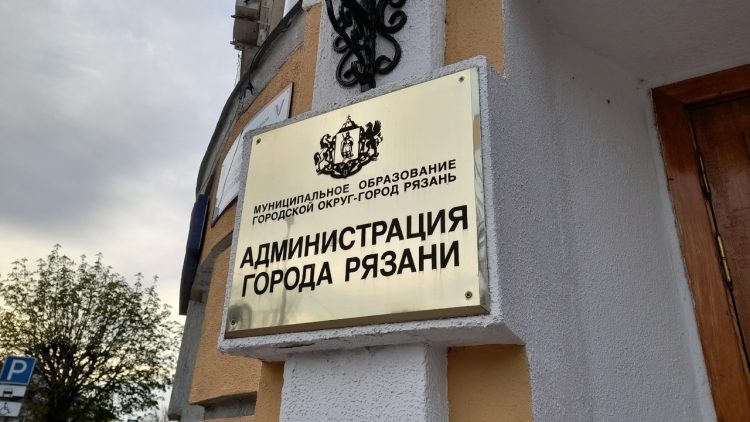 МУНИЦИПАЛЬНОЕ ОБРАЗОВАНИЕ
ГОРОДСКОЙ ОКРУГ-ГОРОД РЯЗАНЬ
АДМИНИСТРАЦИЯ
ГОРОДА РЯЗАНИ
P